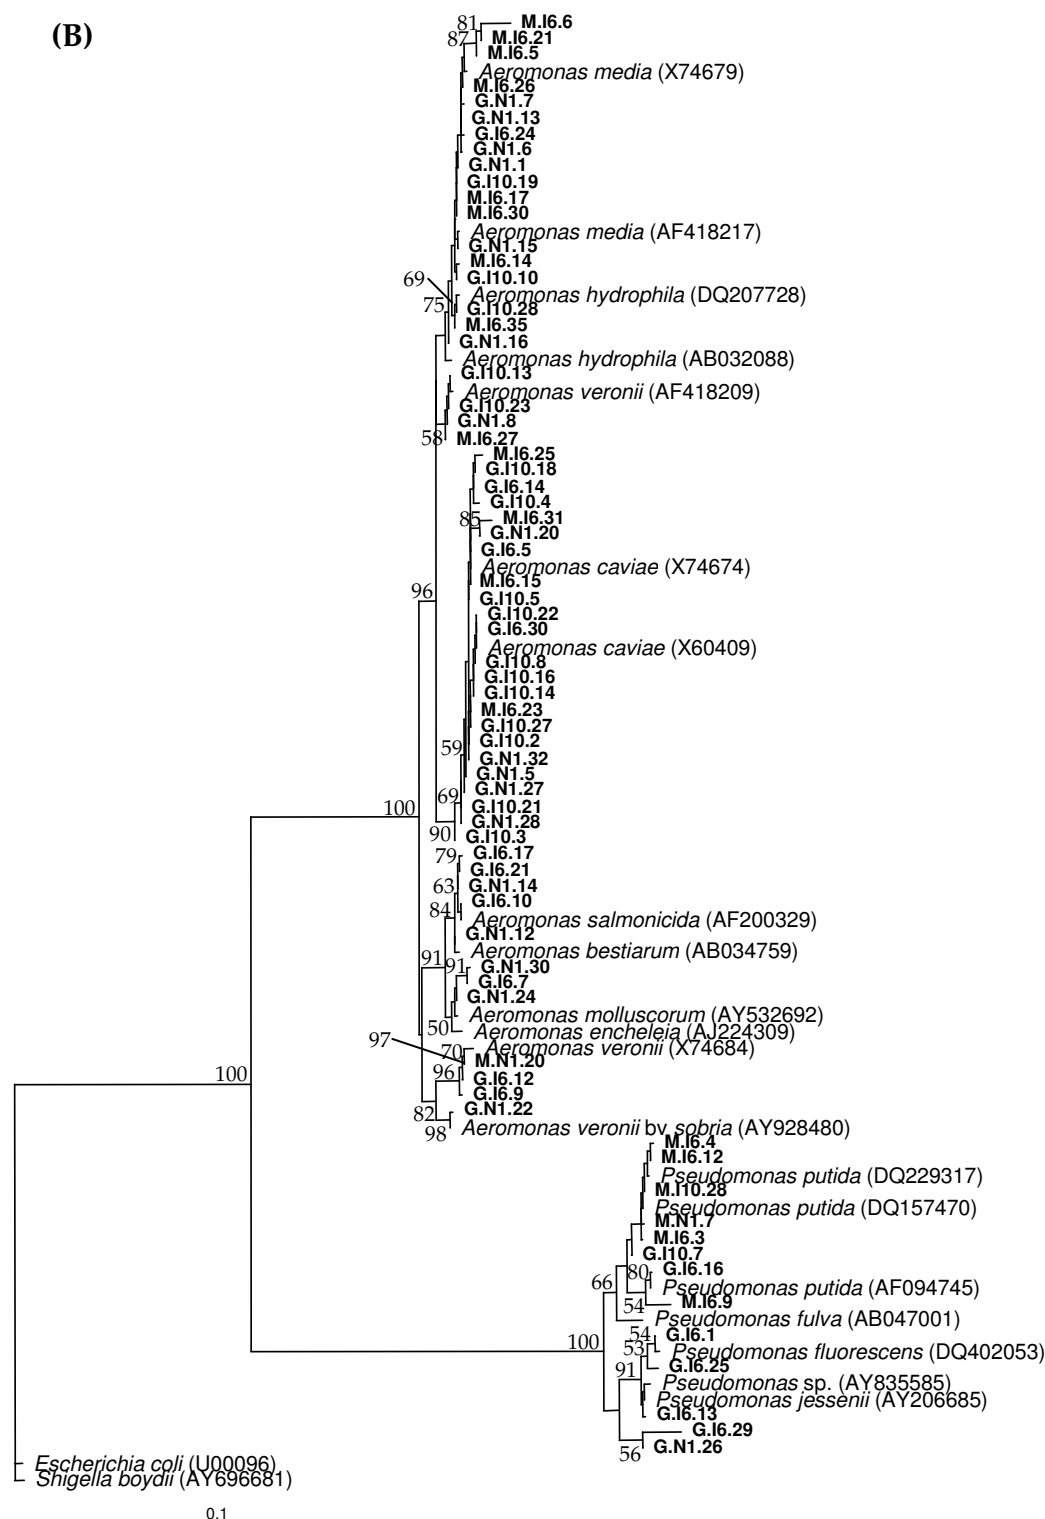 (B)
81
M.I6.6
87
M.I6.21
M.I6.5
Aeromonas media (X74679)
M.I6.26
G.N1.7
G.N1.13
G.I6.24
G.N1.6
G.N1.1
G.I10.19
M.I6.17
M.I6.30
Aeromonas media (AF418217)
G.N1.15
M.I6.14
G.I10.10
69
Aeromonas hydrophila (DQ207728)
75
G.I10.28
M.I6.35
G.N1.16
Aeromonas hydrophila (AB032088)
G.I10.13
Aeromonas veronii (AF418209)
G.I10.23
G.N1.8
58
M.I6.27
M.I6.25
G.I10.18
G.I6.14
G.I10.4
85
M.I6.31
G.N1.20
G.I6.5
Aeromonas caviae (X74674)
M.I6.15
96
G.I10.5
G.I10.22
G.I6.30
Aeromonas caviae (X60409)
G.I10.8
G.I10.16
G.I10.14
M.I6.23
G.I10.27
G.I10.2
59
G.N1.32
G.N1.5
G.N1.27
69
G.I10.21
100
G.N1.28
90
G.I10.3
79
G.I6.17
G.I6.21
63
G.N1.14
G.I6.10
84
Aeromonas salmonicida (AF200329)
G.N1.12
Aeromonas bestiarum (AB034759)
91
91
G.N1.30
G.I6.7
G.N1.24
Aeromonas molluscorum (AY532692)
50
Aeromonas encheleia (AJ224309)
97
70
Aeromonas veronii (X74684)
M.N1.20
100
96
G.I6.12
G.I6.9
82
G.N1.22
98
Aeromonas veronii bv sobria (AY928480)
M.I6.4
M.I6.12
Pseudomonas putida (DQ229317)
M.I10.28
Pseudomonas putida (DQ157470)
M.N1.7
M.I6.3
G.I10.7
80
G.I6.16
66
Pseudomonas putida (AF094745)
54
M.I6.9
Pseudomonas fulva (AB047001)
54
G.I6.1
100
53
Pseudomonas fluorescens (DQ402053)
91
G.I6.25
Pseudomonas sp. (AY835585)
Pseudomonas jessenii (AY206685)
G.I6.13
G.I6.29
56
G.N1.26
Escherichia coli (U00096)
Shigella boydii (AY696681)
0.1